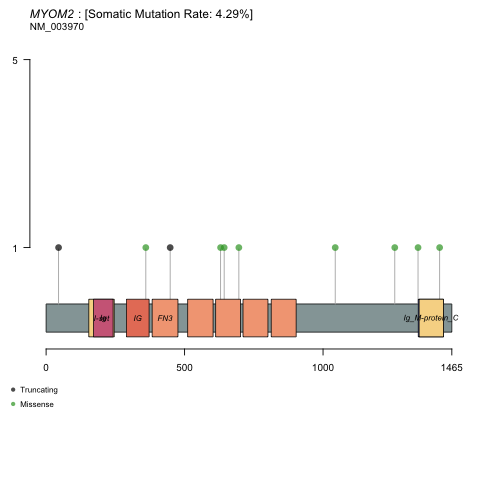 MYOM2 : [Somatic Mutation Rate: 4.29%]
NM_003970
5
1
IG
FN3
Ig_M-protein_C
0
500
1000
1465
Truncating
Missense